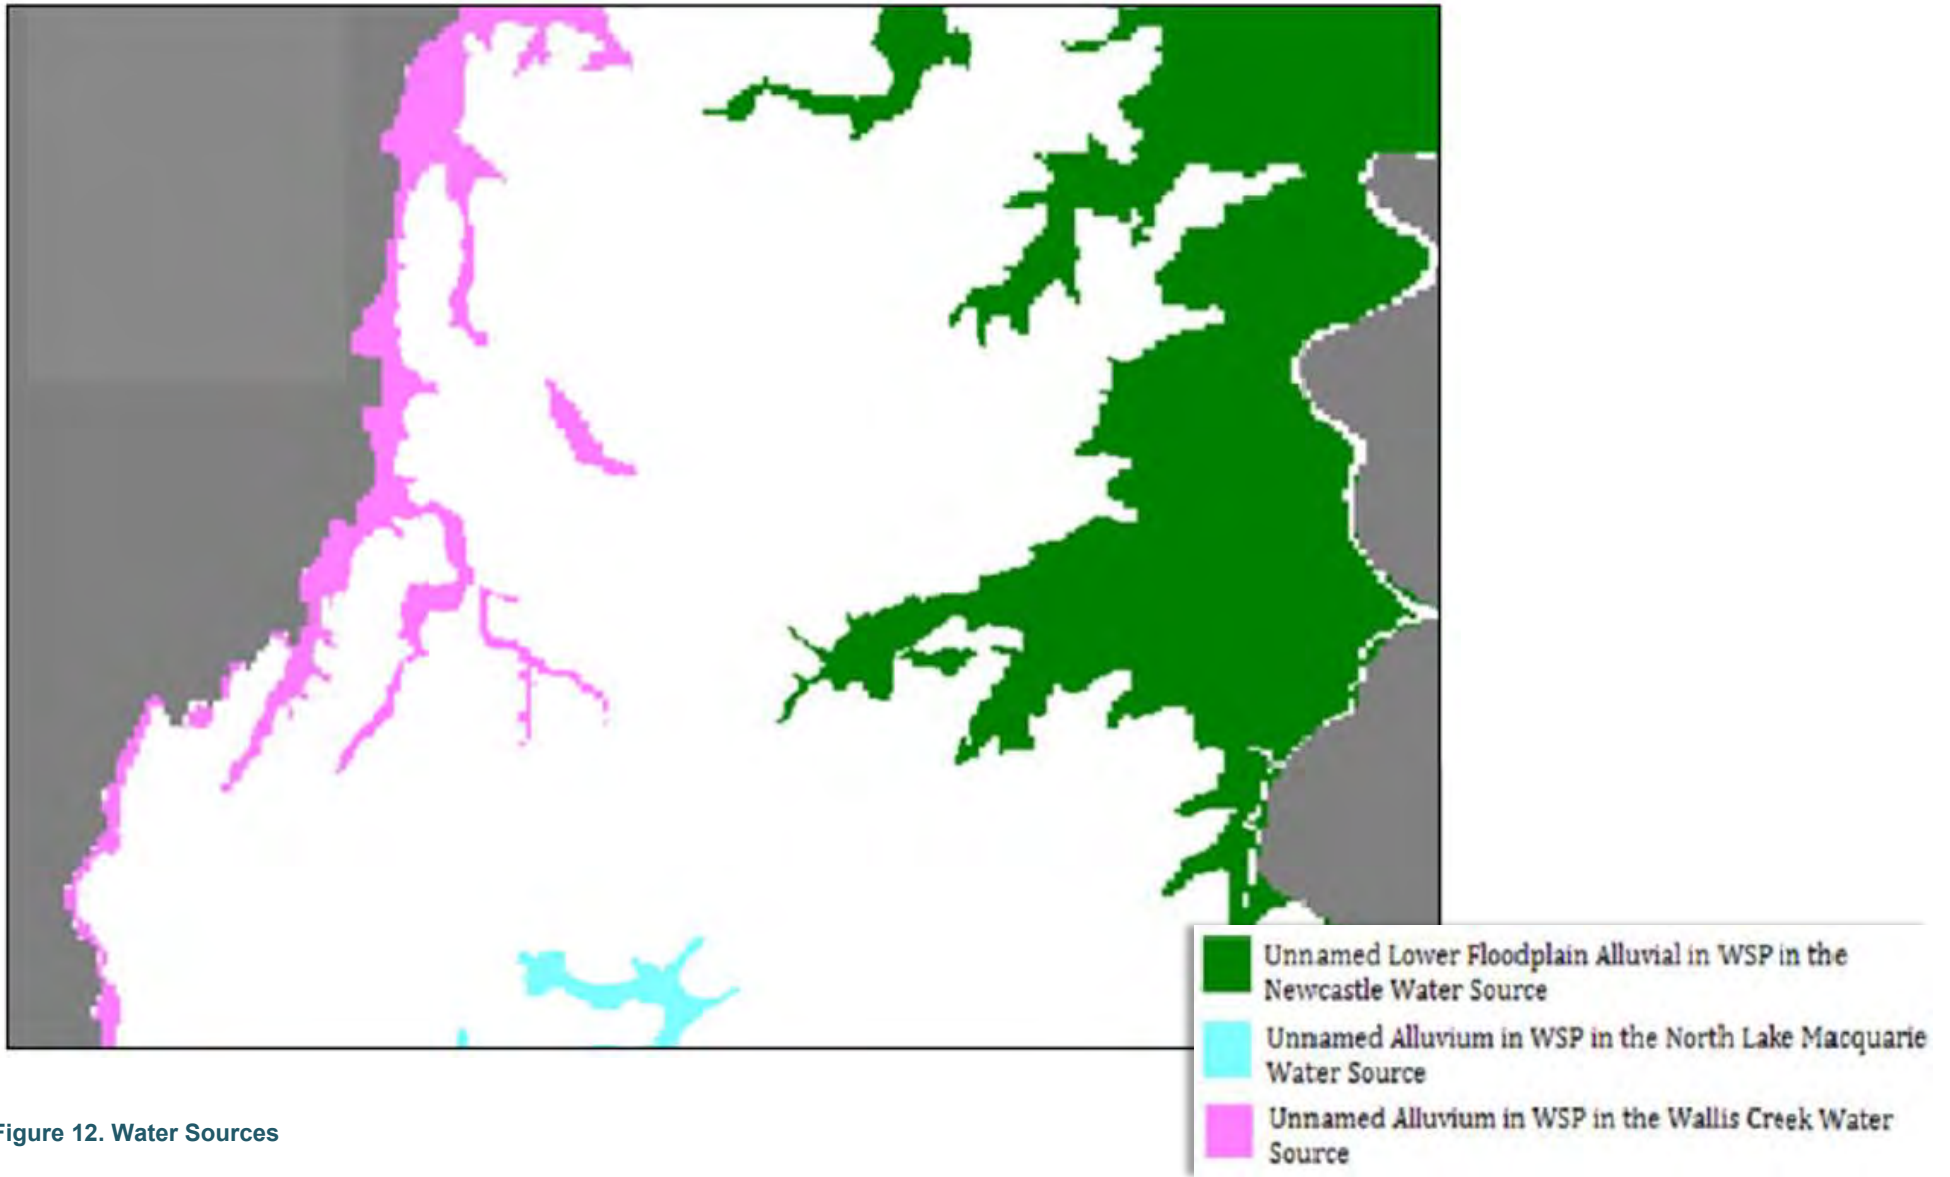 Unnamed Lower Floodplain Alluvial in WSP in the
Newcastle Water Source
Unnamed Alluvium in WSP in the North Lake Macquarie
Water Source
Unnamed Alluvium in WSP in the Wallis Creek Water
Source
Figure 12. Water Sources